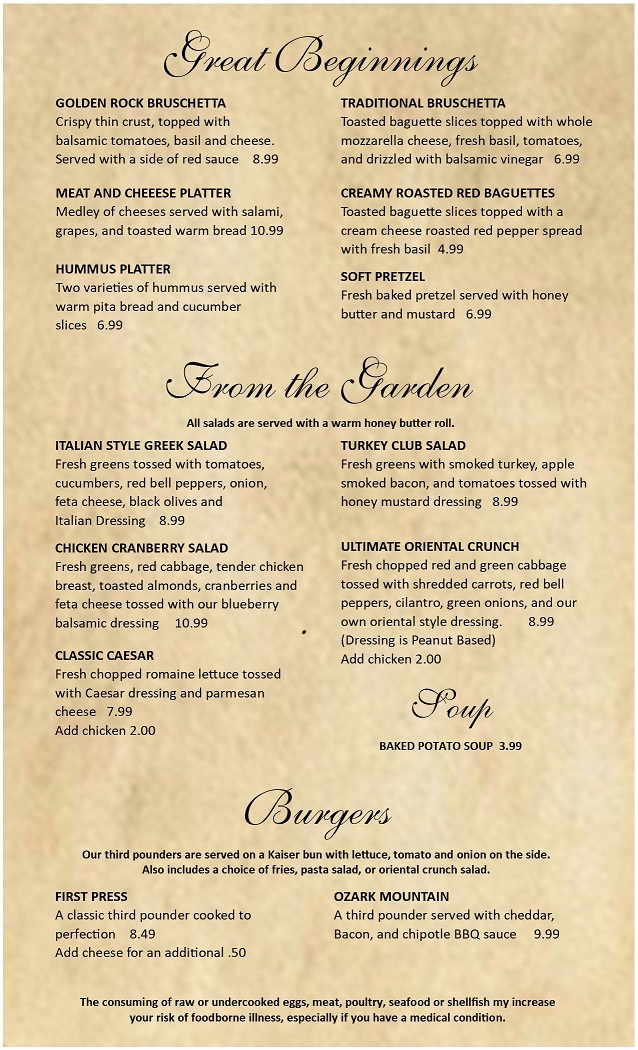 Great Beginnings
GOLDEN ROCK BRUSCHETTA
Crispy thin crust, topped with
balsamic tomatoes, basil and cheese.
Served with a side of red sauce 8.99
MEAT AND CHEEESE PLATTER
Medley of cheeses served with salami,
grapes, and toasted warm bread 10.99
HUMMUS PLATTER
Two varieties of hummus served with
warm pita bread and cucumber
slices 6.99
TRADITIONAL BRUSCHETTA
Toasted baguette slices topped with whole
mozzarella cheese, fresh basil, tomatoes,
and drizzled with balsamic vinegar 6.99
CREAMY ROASTED RED BAGUETTES
Toasted baguette slices topped with a
cream cheese roasted red pepper spread
with fresh basil 4.99
SOFT PRETZEL
Fresh baked pretzel served with honey
butter and mustard 6.99
From the Garden
All salads are served with a warm honey butter roll.
ITALIAN STYLE GREEK SALAD
Fresh greens tossed with tomatoes,
cucumbers, red bell peppers, onion,
feta cheese, black olives and
Italian Dressing 8.99
CHICKEN CRANBERRY SALAD
Fresh greens, red cabbage, tender chicken
breast, toasted almonds, cranberries and
feta cheese tossed with our blueberry
balsamic dressing 10.99
CLASSIC CAESAR
Fresh chopped romaine lettuce tossed
with Caesar dressing and parmesan
cheese 7.99
Add chicken 2.00
TURKEY CLUB SALAD
Fresh greens with smoked turkey, apple
smoked bacon, and tomatoes tossed with
honey mustard dressing 8.99
ULTIMATE ORIENTAL CRUNCH
Fresh chopped red and green cabbage
tossed with shredded carrots, red bell
peppers, cilantro, green onions, and our
own oriental style dressing. 8.99
(Dressing is Peanut Based)
Add chicken 2.00
Soup
BAKED POTATO SOUP 3.99
Burgers
Our third pounders are served on a Kaiser bun with lettuce, tomato and onion on the side.
Also includes a choice of fries, pasta salad, or oriental crunch salad.
FIRST PRESS
A classic third pounder cooked to
perfection 8.49
Add cheese for an additional .50
OZARK MOUNTAIN
A third pounder served with cheddar,
Bacon, and chipotle BBQ sauce 9.99
The consuming of raw or undercooked eggs, meat, poultry, seafood or shellfish my increase
your risk of foodborne illness, especially if you have a medical condition.